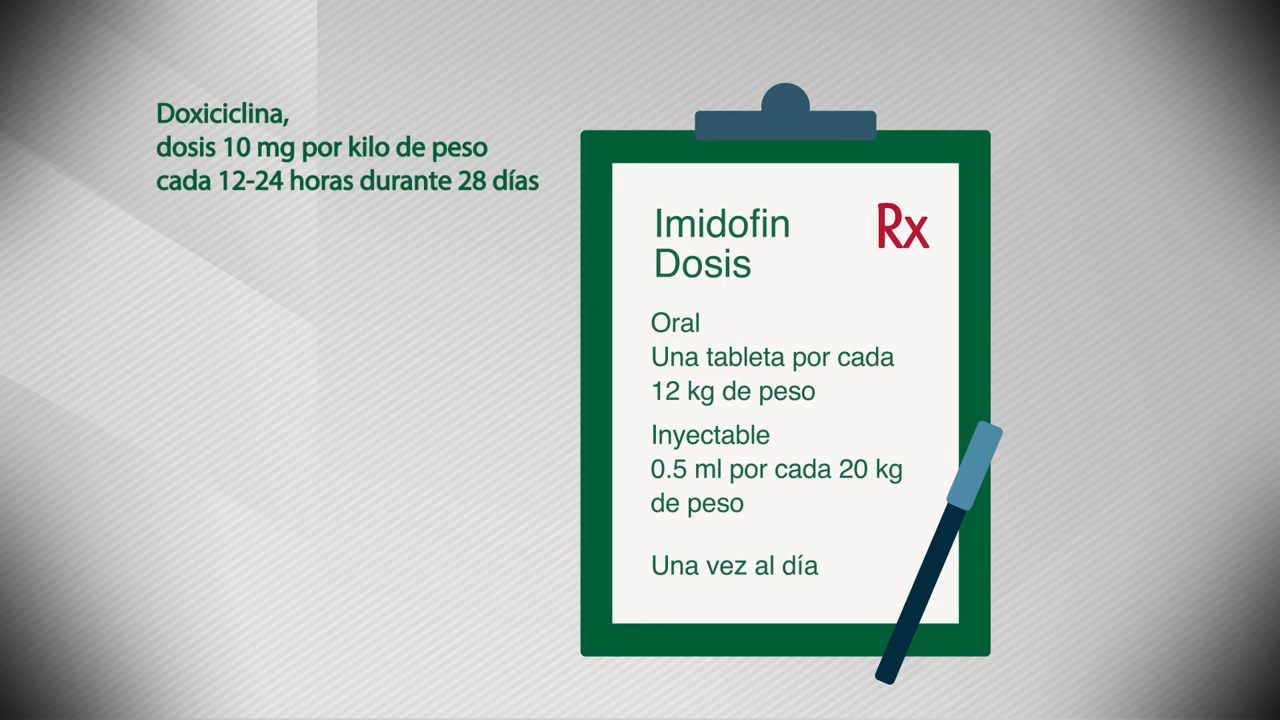 Doxiciclina,
dosis 10 mg por kilo de peso
cada 12-24 horas durante 28 días
Imidofin
Dosis
Rx
Oral
Una tableta por cada
12 kg de peso
Inyectable
0.5 ml por cada 20 kg
de peso
Una vez al día